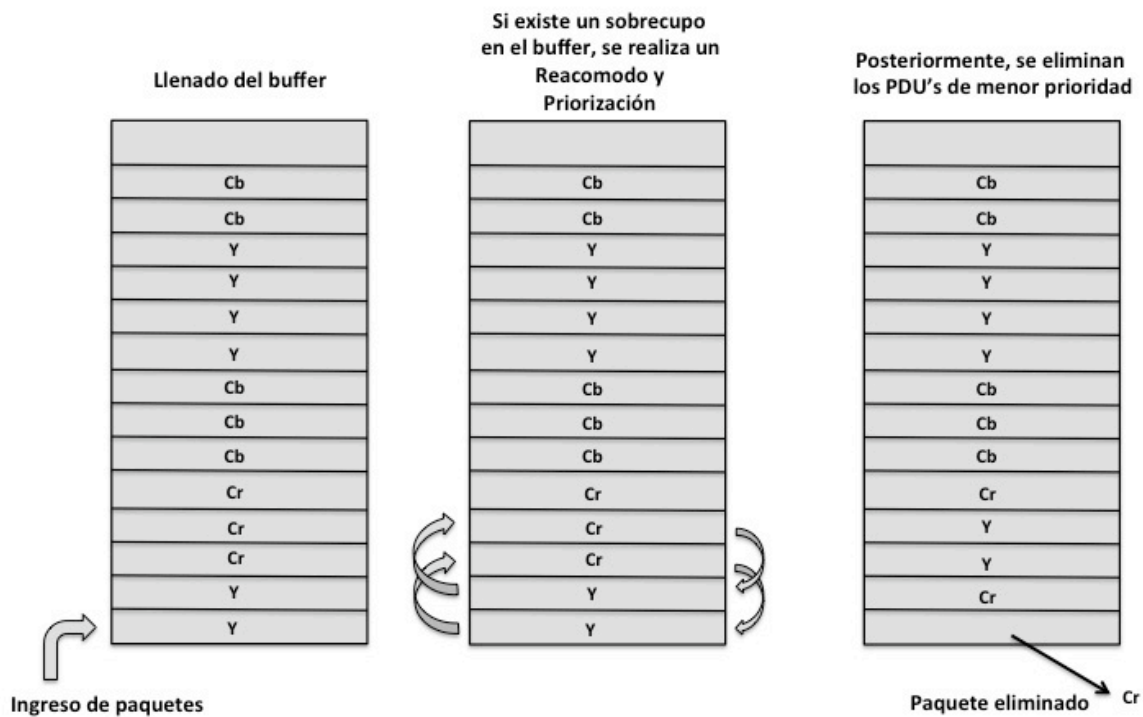 Llenado del buffer
Cb
Cb
Y
Y
Y
Y
Cb
Cb
Cb
Cr
Cr
Cr
Y
Y
Ingreso de paquetes
Si existe un sobrecupo
en el buffer, se realiza un
Reacomodo y
Priorización
Cb
Cb
Y
Y
Y
Y
Cb
Cb
Cb
Cr
Cr
Cr
Y
Y
Posteriormente, se eliminan
los PDU's de menor prioridad
Cb
Cb
Y
Y
Y
Y
Cb
Cb
Cb
Cr
Y
Y
Cr
Paquete eliminado Cr